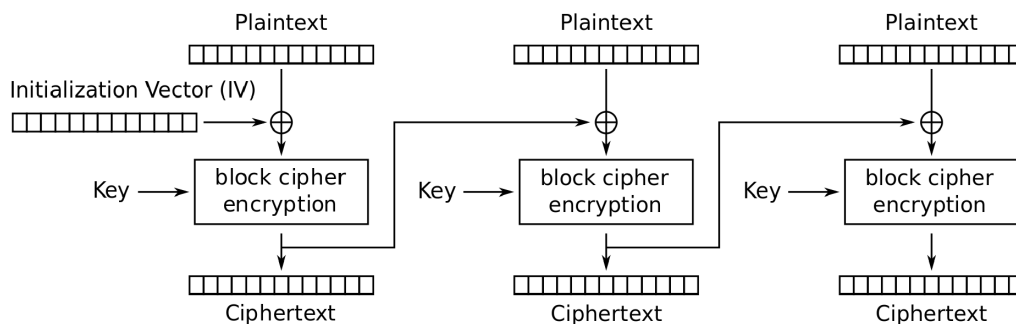 Plaintext
Plaintext
Plaintext
Initialization Vector (IV)
Key
block cipher
encryption
Key
block cipher
encryption
Key
block cipher
encryption
Ciphertext
Ciphertext
Ciphertext